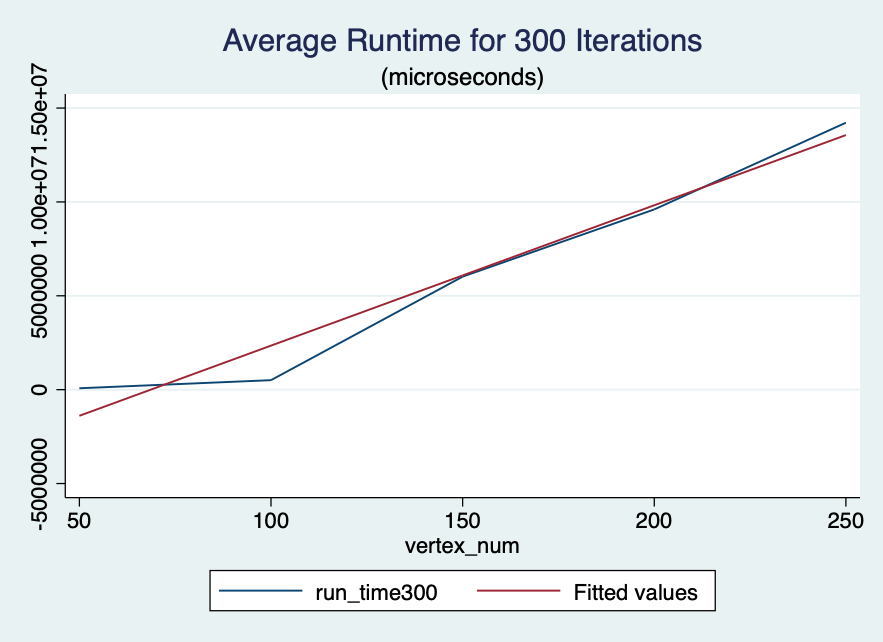 Average Runtime for 300 Iterations
(microseconds)
1.50e+07
1.00e+07
5000000
0
-5000000
50 100 150 200 250
vertex_num
run_time300 Fitted values